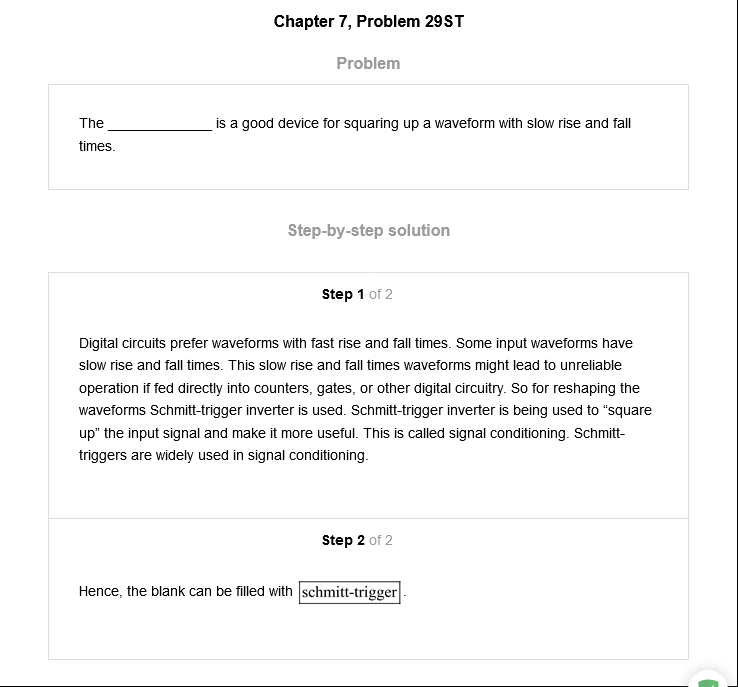 Chapter 7, Problem 29ST
Problem
The ______________ is a good device for squaring up a waveform with slow rise and fall
times.
Step-by-step solution
Step 1 of 2
Digital circuits prefer waveforms with fast rise and fall times. Some input waveforms have
slow rise and fall times. This slow rise and fall times waveforms might lead to unreliable
operation if fed directly into counters, gates, or other digital circuitry. So for reshaping the
waveforms Schmitt-trigger inverter is used. Schmitt-trigger inverter is being used to “square
up” the input signal and make it more useful. This is called signal conditioning. Schmitt-
triggers are widely used in signal conditioning.
Step 2 of 2
Hence, the blank can be filled with schmitt-trigger.